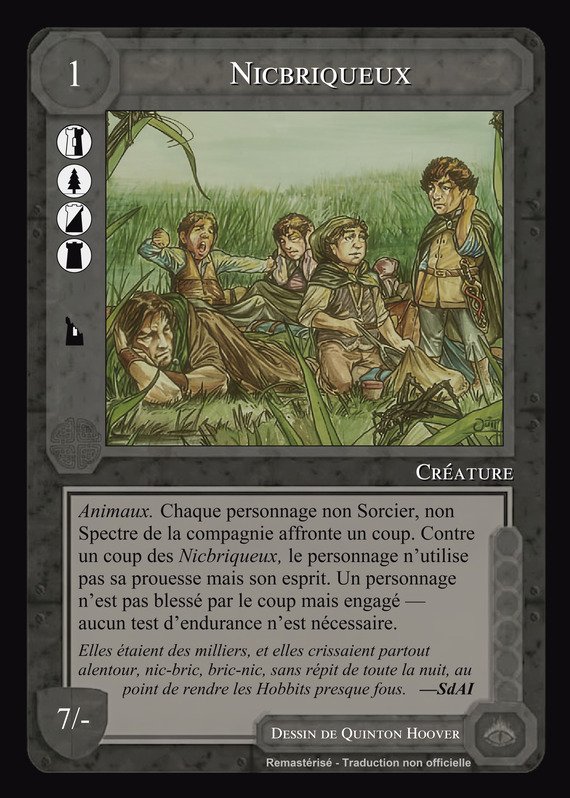 1
Nicbriqueux
Créature
Animaux. Chaque personnage non Sorcier, non
Spectre de la compagnie affronte un coup. Contre
un coup des Nicbriqueux, le personnage n'utilise
pas sa prouesse mais son esprit. Un personnage
n'est pas blessé par le coup mais engagé —
aucun test d'endurance n'est nécessaire.
Elles étaient des milliers, et elles crissaient partout
alentour, nic-bric, bric-nic, sans répit de toute la nuit, au
point de rendre les Hobbits presque fous. —SdAI
7/-
Dessin de Quinton Hoover
Remastérisé - Traduction non officielle